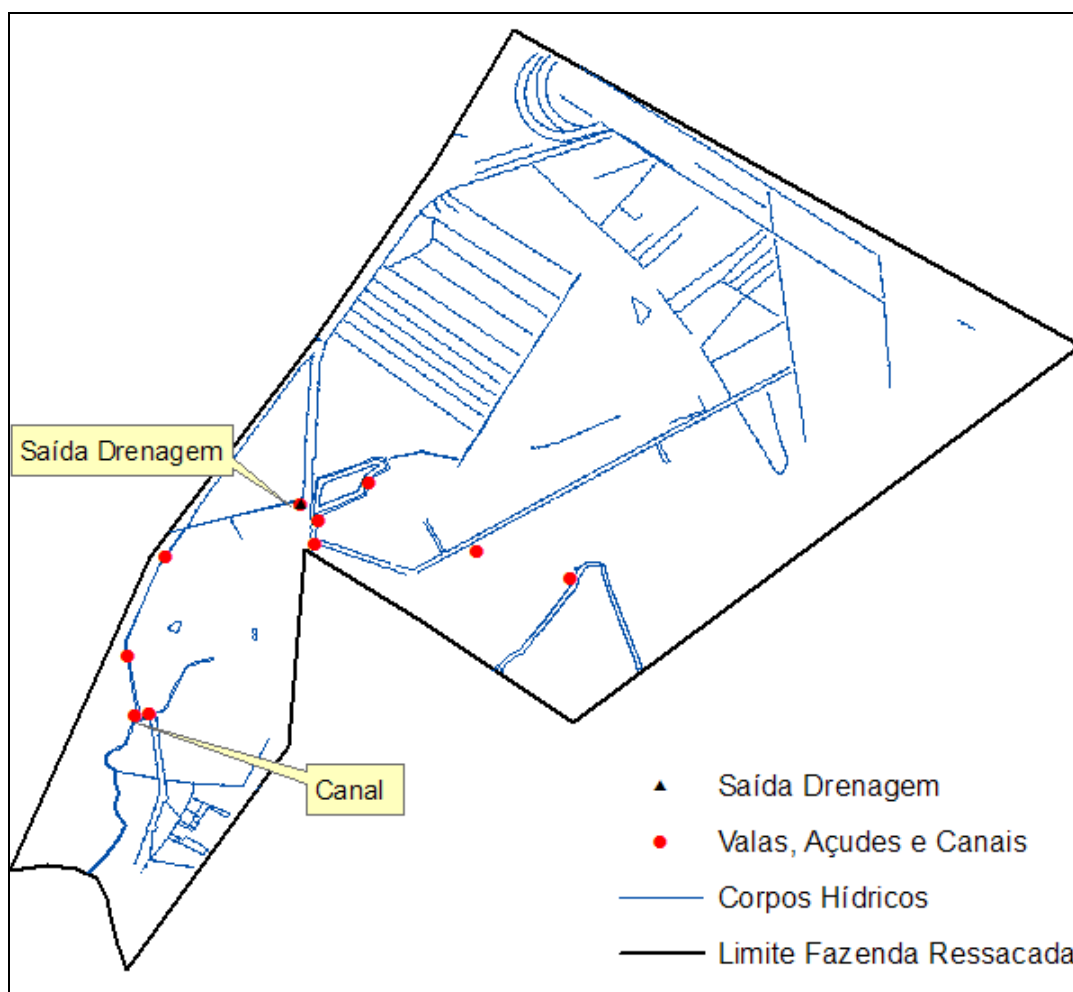 Saída Drenagem
Canal
Saída Drenagem
Valas, Açudes e Canais
Corpos Hídricos
Limite Fazenda Ressacada